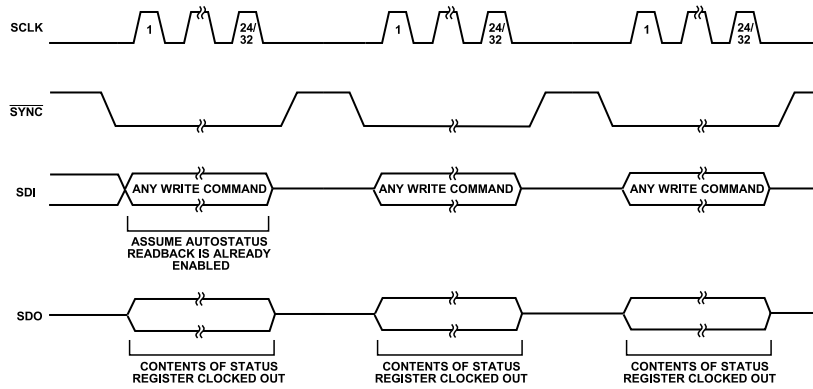 SCLK
1
24/
32
1
24/
32
1
24/
32
SYNC
SDI
ANY WRITE COMMAND
ANY WRITE COMMAND
ANY WRITE COMMAND
ASSUME AUTOSTATUS
READBACK IS ALREADY
ENABLED
SDO
CONTENTS OF STATUS
REGISTER CLOCKED OUT
CONTENTS OF STATUS
REGISTER CLOCKED OUT
CONTENTS OF STATUS
REGISTER CLOCKED OUT